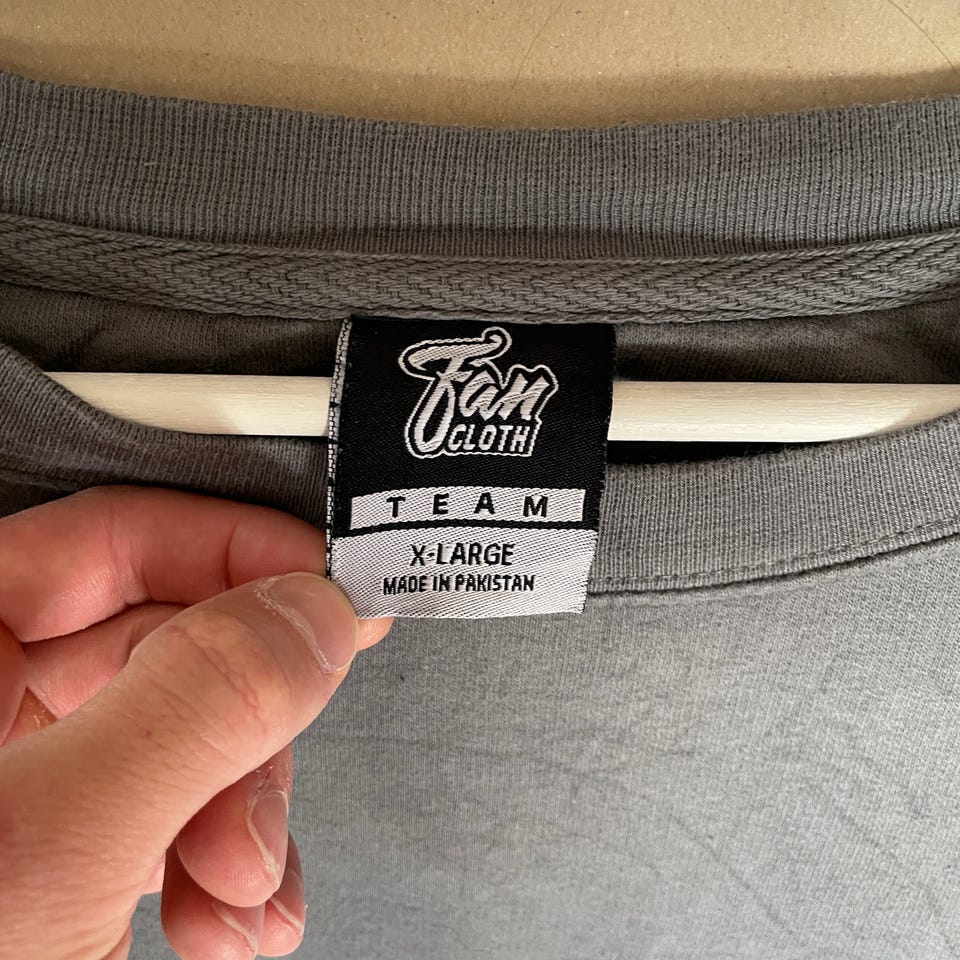 Fan
CLOTH
TEAM
X-LARGE
MADE IN PAKISTAN